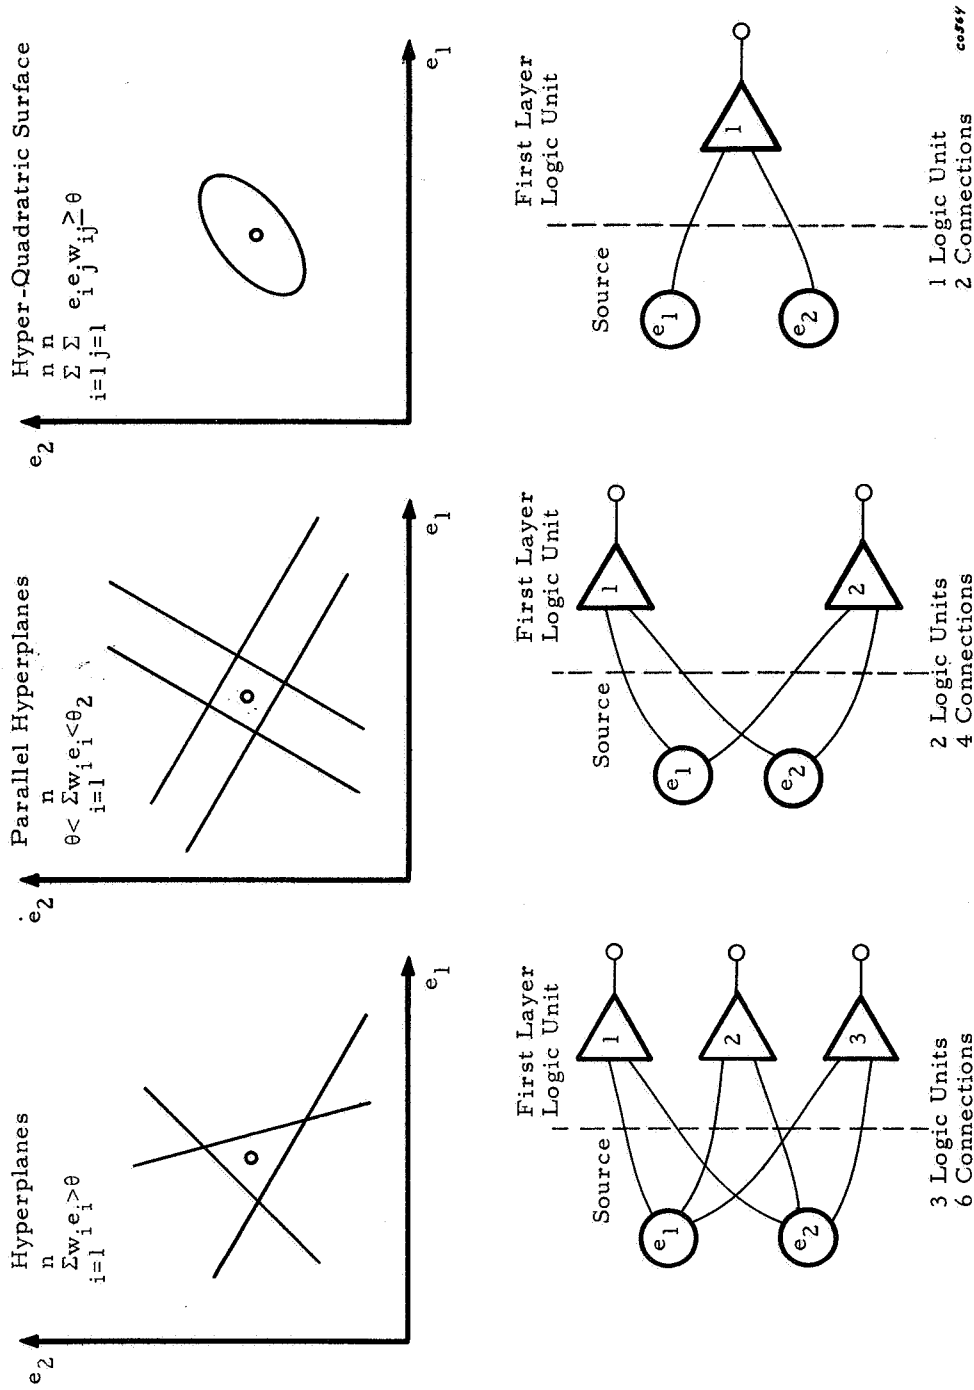 Hyperplanes
n
Σw_i e_i>θ
i=1
e_2
e_1
Source
First Layer
Logic Unit
e_1
e_2
1
2
3
3 Logic Units
6 Connections
Parallel Hyperplanes
n
θ< Σw_i e_i<θ_2
i=1
e_2
e_1
Source
First Layer
Logic Unit
e_1
e_2
1
2
2 Logic Units
4 Connections
Hyper-Quadratric Surface
n n
Σ Σ e_i e_j w_ij≥θ
i=1 j=1
e_2
e_1
Source
First Layer
Logic Unit
e_1
e_2
1
1 Logic Unit
2 Connections
C0564